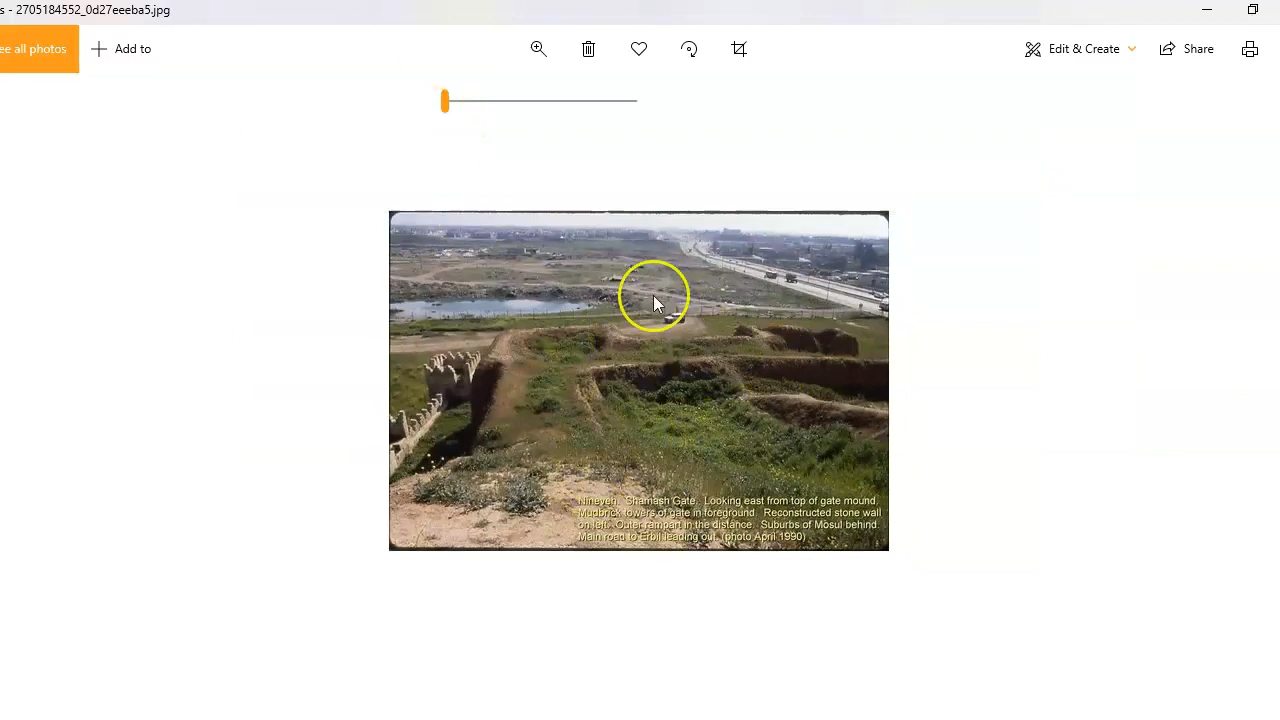 s - 2705184552_0d27eeeba5.jpg
ee all photos
Add to
Edit & Create
Share
Nineveh. Shamash Gate. Looking east from top of gate mound.
Mudbrick towers of gate in foreground. Reconstructed stone wall
on left. Outer rampart in the distance. Suburbs of Mosul behind.
Main road to Erbil leading out. (photo April 1990)